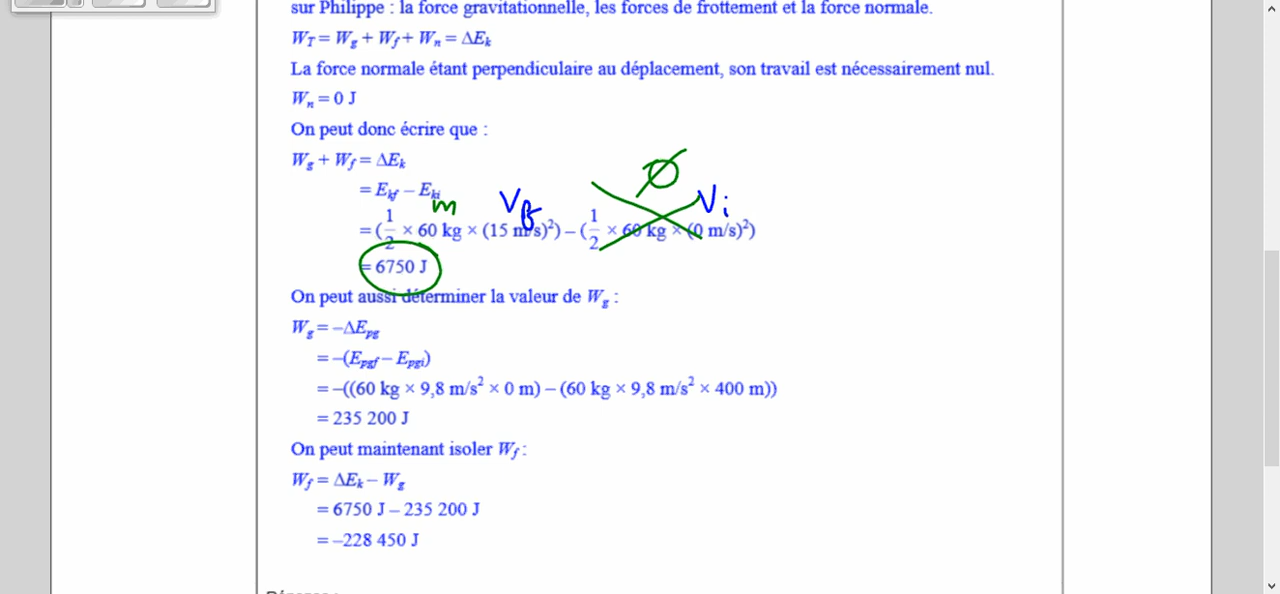 sur Philippe : la force gravitationnelle, les forces de frottement et la force normale.
W_T = W_g + W_f + W_n = ΔE_k
La force normale étant perpendiculaire au déplacement, son travail est nécessairement nul.
W_n = 0 J
On peut donc écrire que :
W_g + W_f = ΔE_k
= E_kf – E_ki
m V_f Ø V_i
= (1/2 × 60 kg × (15 m/s)²) – (1/2 × 60 kg × (0 m/s)²)
= 6750 J
On peut aussi déterminer la valeur de W_g :
W_g = –ΔE_pg
= –(E_pgf – E_pgi)
= –((60 kg × 9,8 m/s² × 0 m) – (60 kg × 9,8 m/s² × 400 m))
= 235 200 J
On peut maintenant isoler W_f :
W_f = ΔE_k – W_g
= 6750 J – 235 200 J
= –228 450 J